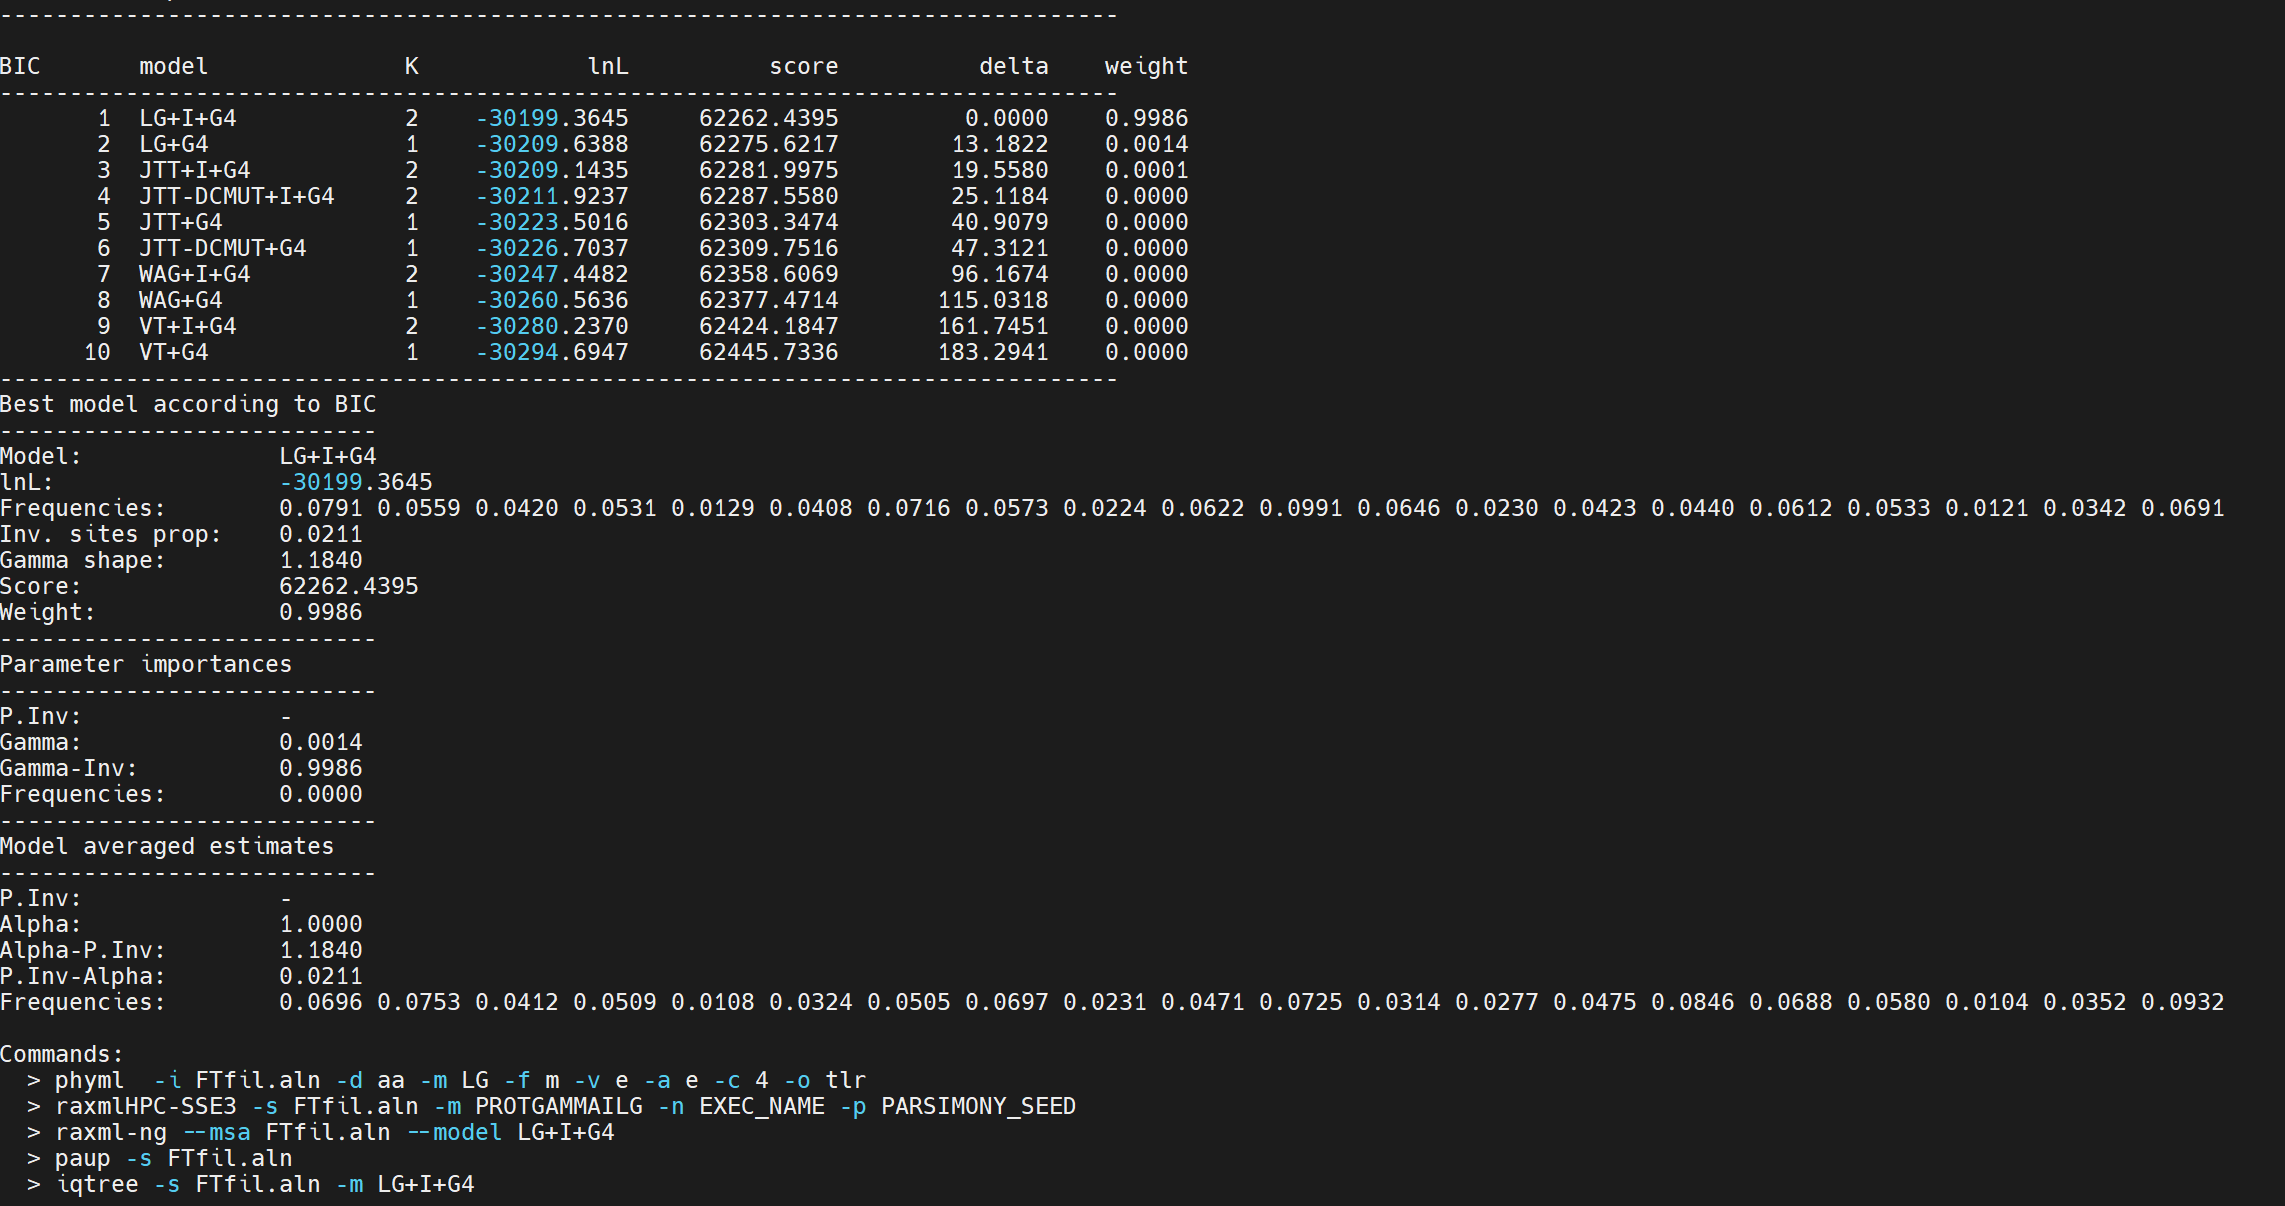 --------------------------------------------------------------------------------
BIC       model              K            lnL          score          delta    weight
--------------------------------------------------------------------------------
       1  LG+I+G4            2    -30199.3645     62262.4395         0.0000    0.9986
       2  LG+G4              1    -30209.6388     62275.6217        13.1822    0.0014
       3  JTT+I+G4           2    -30209.1435     62281.9975        19.5580    0.0001
       4  JTT-DCMUT+I+G4     2    -30211.9237     62287.5580        25.1184    0.0000
       5  JTT+G4             1    -30223.5016     62303.3474        40.9079    0.0000
       6  JTT-DCMUT+G4       1    -30226.7037     62309.7516        47.3121    0.0000
       7  WAG+I+G4           2    -30247.4482     62358.6069        96.1674    0.0000
       8  WAG+G4             1    -30260.5636     62377.4714       115.0318    0.0000
       9  VT+I+G4            2    -30280.2370     62424.1847       161.7451    0.0000
      10  VT+G4              1    -30294.6947     62445.7336       183.2941    0.0000
--------------------------------------------------------------------------------
Best model according to BIC
---------------------------
Model:              LG+I+G4
lnL:                -30199.3645
Frequencies:        0.0791 0.0559 0.0420 0.0531 0.0129 0.0408 0.0716 0.0573 0.0224 0.0622 0.0991 0.0646 0.0230 0.0423 0.0440 0.0612 0.0533 0.0121 0.0342 0.0691
Inv. sites prop:    0.0211
Gamma shape:        1.1840
Score:              62262.4395
Weight:             0.9986
---------------------------
Parameter importances
---------------------------
P.Inv:              -
Gamma:              0.0014
Gamma-Inv:          0.9986
Frequencies:        0.0000
---------------------------
Model averaged estimates
---------------------------
P.Inv:              -
Alpha:              1.0000
Alpha-P.Inv:        1.1840
P.Inv-Alpha:        0.0211
Frequencies:        0.0696 0.0753 0.0412 0.0509 0.0108 0.0324 0.0505 0.0697 0.0231 0.0471 0.0725 0.0314 0.0277 0.0475 0.0846 0.0688 0.0580 0.0104 0.0352 0.0932
Commands:
  > phyml  -i FTfil.aln -d aa -m LG -f m -v e -a e -c 4 -o tlr
  > raxmlHPC-SSE3 -s FTfil.aln -m PROTGAMMAILG -n EXEC_NAME -p PARSIMONY_SEED
  > raxml-ng --msa FTfil.aln --model LG+I+G4
  > paup -s FTfil.aln
  > iqtree -s FTfil.aln -m LG+I+G4